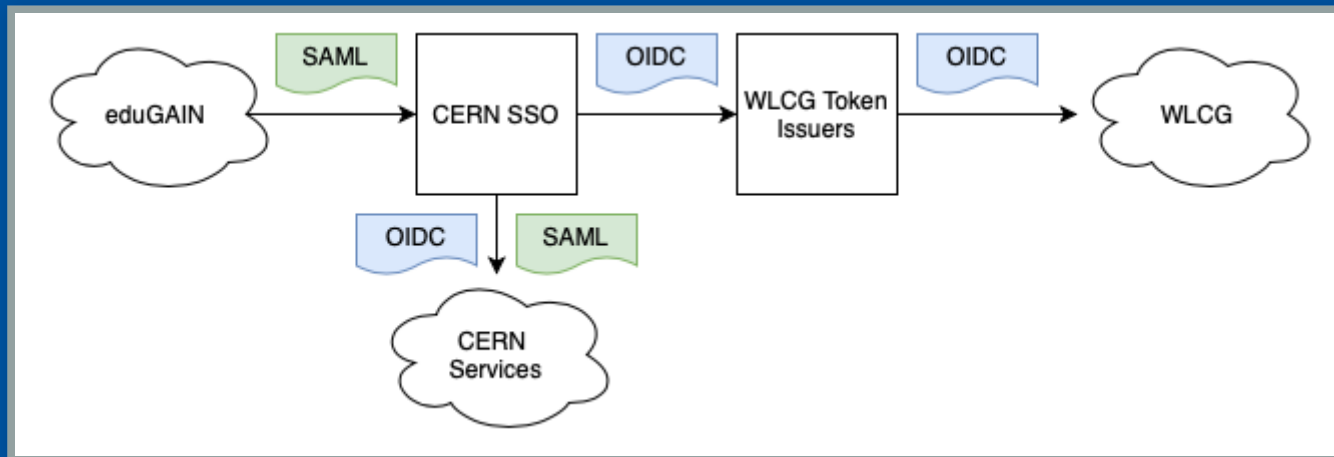 SAML
OIDC
OIDC
eduGAIN
CERN SSO
WLCG Token
Issuers
WLCG
OIDC
SAML
CERN
Services